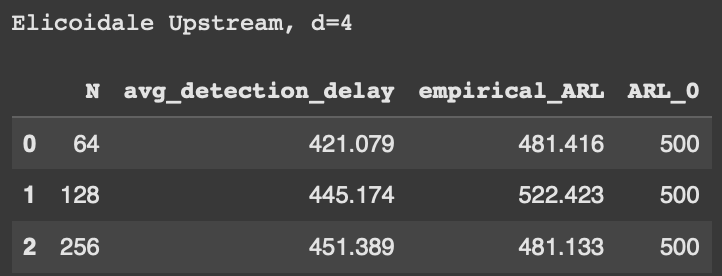 Elicoidale Upstream, d=4
N avg_detection_delay empirical_ARL ARL_0
0 64 421.079 481.416 500
1 128 445.174 522.423 500
2 256 451.389 481.133 500